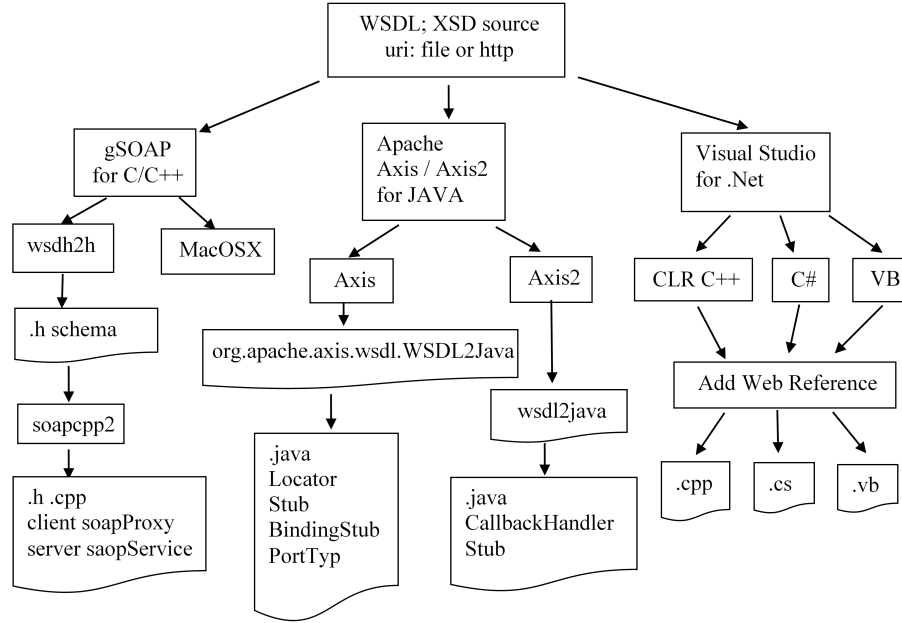 WSDL; XSD source
uri: file or http
gSOAP
for C/C++
Apache
Axis / Axis2
for JAVA
Visual Studio
for .Net
wsdh2h
MacOSX
Axis
Axis2
CLR C++
C#
VB
.h schema
org.apache.axis.wsdl.WSDL2Java
Add Web Reference
soapcpp2
wsdl2java
.h .cpp
client soapProxy
server saopService
.java
Locator
Stub
BindingStub
PortTyp
.java
CallbackHandler
Stub
.cpp
.cs
.vb